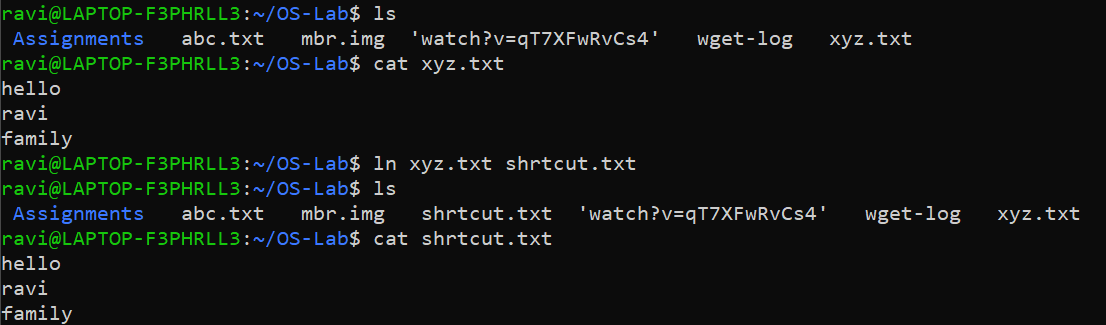 ravi@LAPTOP-F3PHRLL3:~/OS-Lab$ ls
Assignments abc.txt mbr.img 'watch?v=qT7XFwRvCs4' wget-log xyz.txt
ravi@LAPTOP-F3PHRLL3:~/OS-Lab$ cat xyz.txt
hello
ravi
family
ravi@LAPTOP-F3PHRLL3:~/OS-Lab$ ln xyz.txt shrtcut.txt
ravi@LAPTOP-F3PHRLL3:~/OS-Lab$ ls
Assignments abc.txt mbr.img shrtcut.txt 'watch?v=qT7XFwRvCs4' wget-log xyz.txt
ravi@LAPTOP-F3PHRLL3:~/OS-Lab$ cat shrtcut.txt
hello
ravi
family